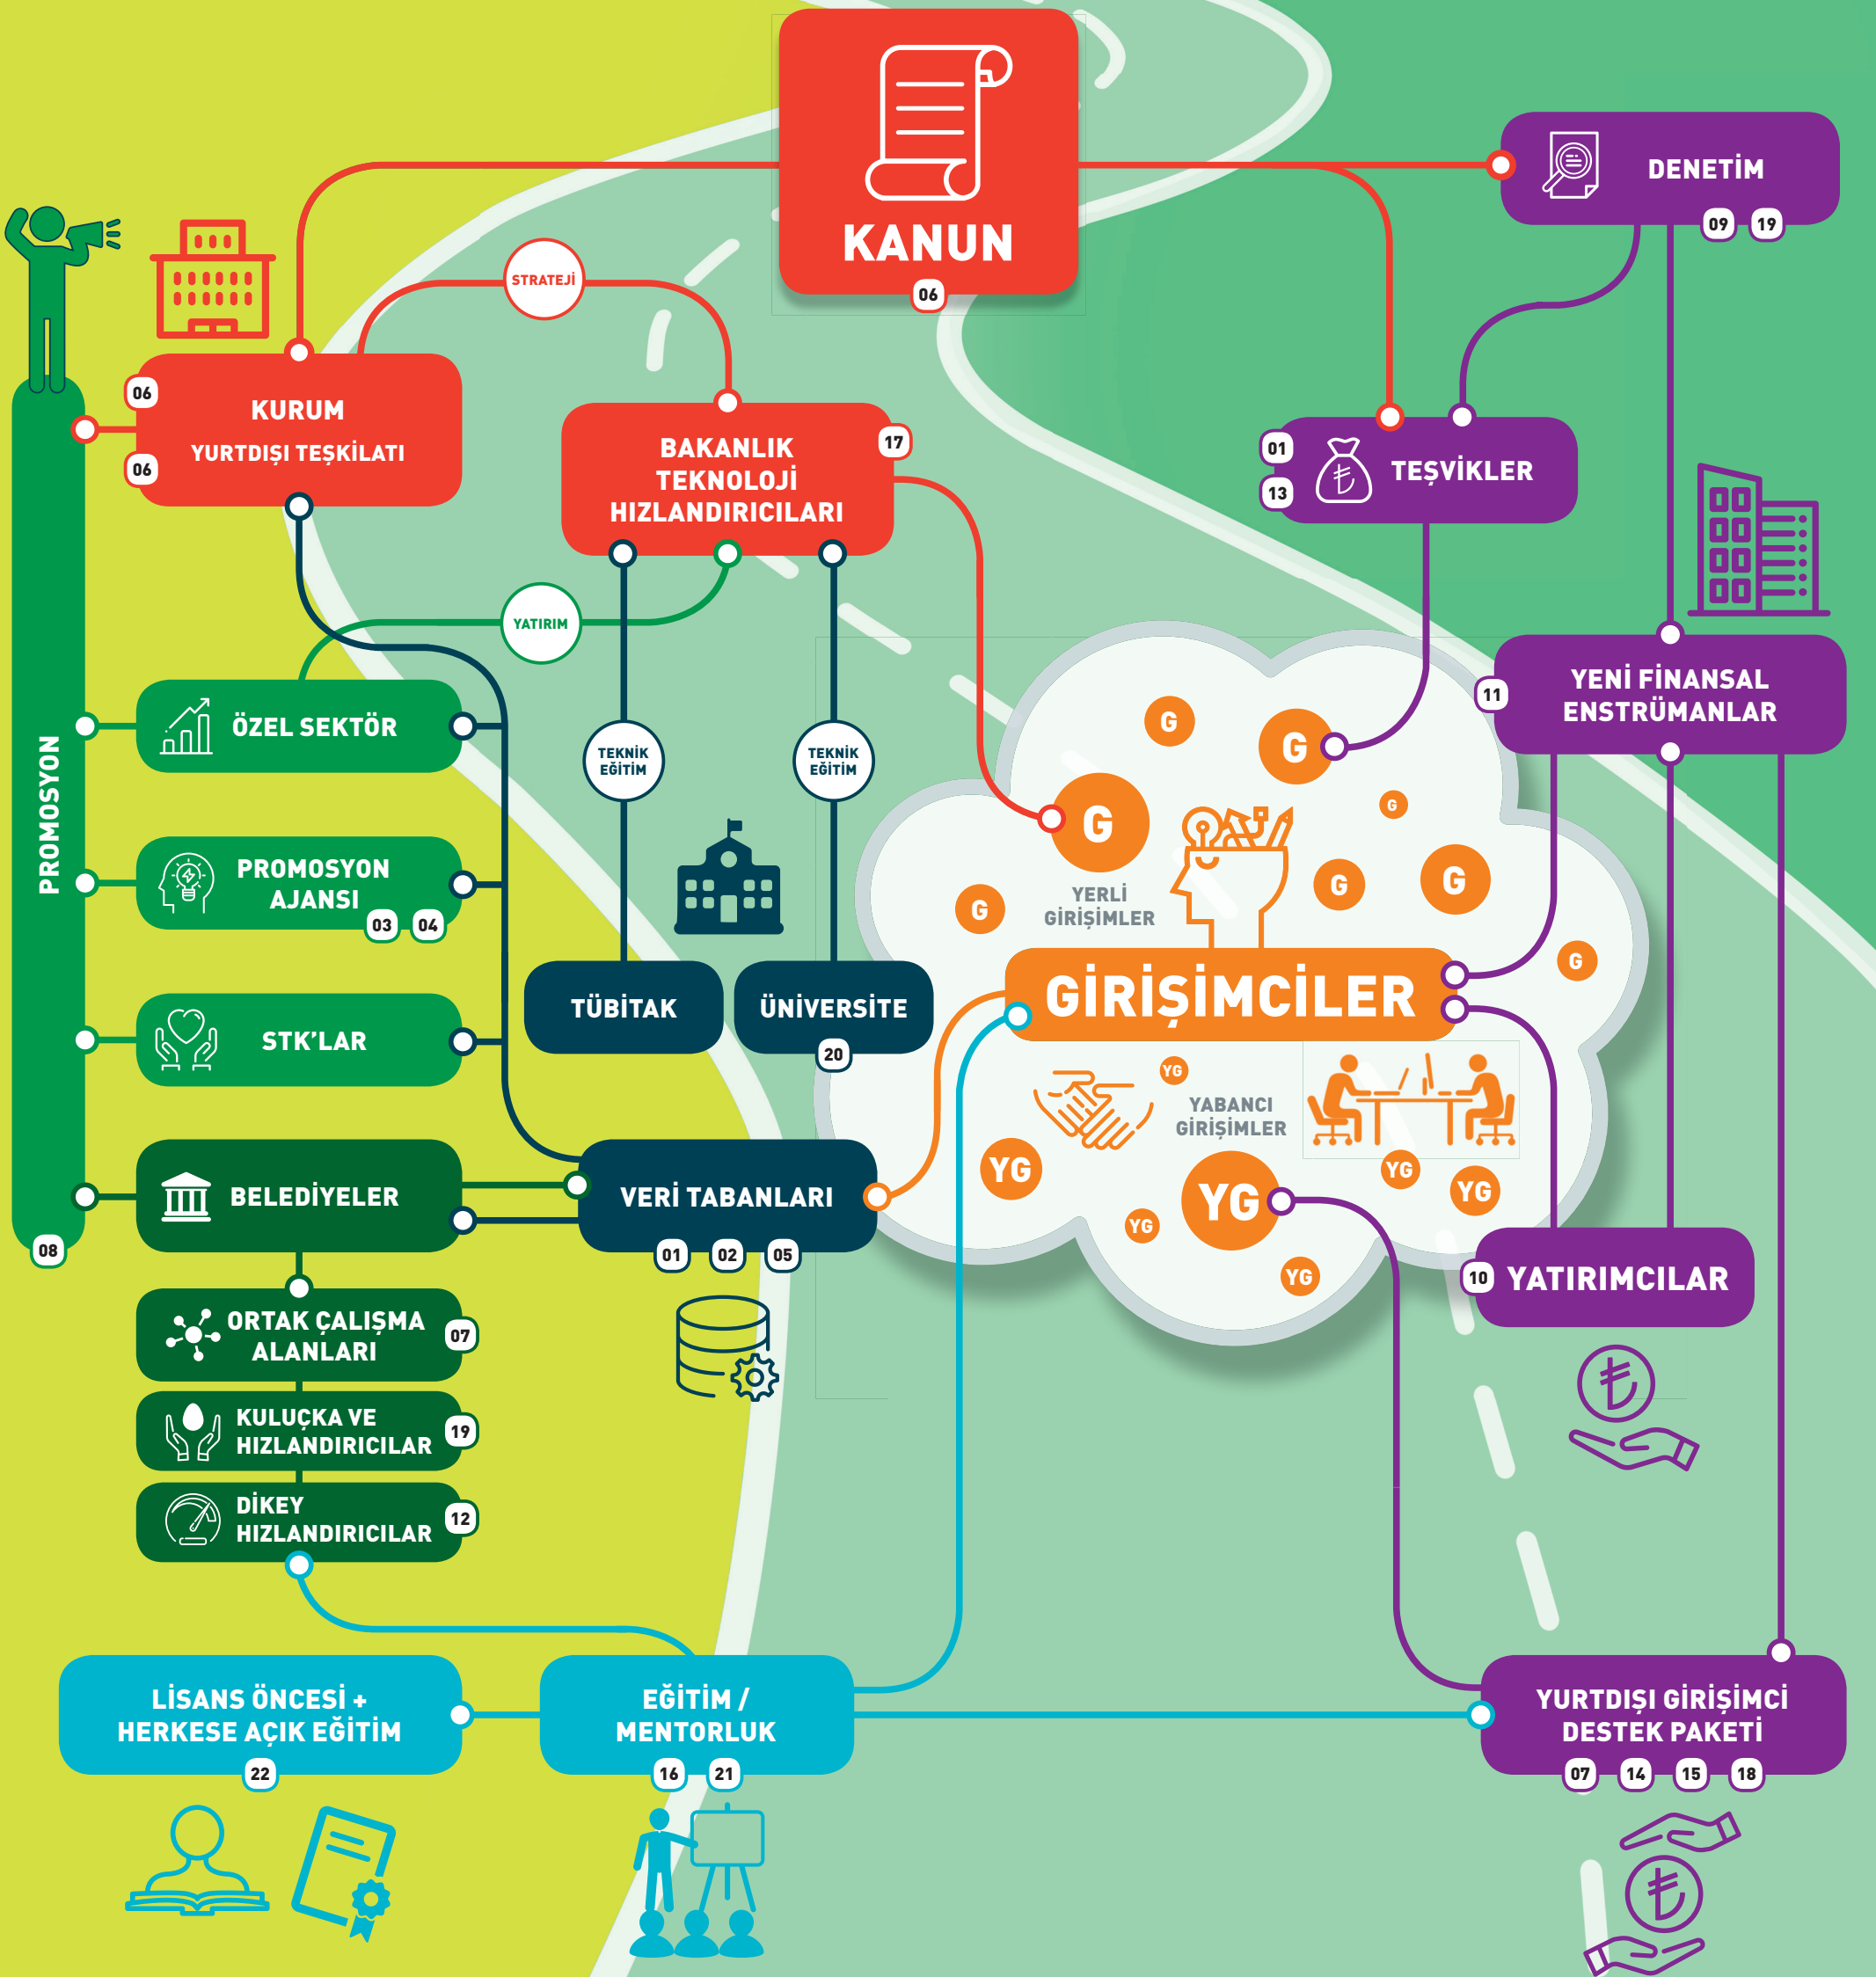 KANUN
06
DENETİM
09 19
STRATEJİ
06
KURUM
YURTDIŞI TEŞKİLATI
06
BAKANLIK
TEKNOLOJİ
HIZLANDIRICILARI
17
01
13
TEŞVİKLER
YATIRIM
PROMOSYON
08
ÖZEL SEKTÖR
TEKNİK
EĞİTİM
TEKNİK
EĞİTİM
11
YENİ FİNANSAL
ENSTRÜMANLAR
PROMOSYON
AJANSI
03 04
STK'LAR
TÜBİTAK
ÜNİVERSİTE
20
G
G
G
G
G
G
G
G
YERLİ
GİRİŞİMLER
GİRİŞİMCİLER
YG
YABANCI
GİRİŞİMLER
YG
YG
YG
YG
YG
YG
BELEDİYELER
VERİ TABANLARI
01 02 05
10
YATIRIMCILAR
ORTAK ÇALIŞMA
ALANLARI
07
KULUÇKA VE
HIZLANDIRICILAR
19
DİKEY
HIZLANDIRICILAR
12
LİSANS ÖNCESİ +
HERKESE AÇIK EĞİTİM
22
EĞİTİM /
MENTORLUK
16 21
YURTDIŞI GİRİŞİMCİ
DESTEK PAKETİ
07 14 15 18